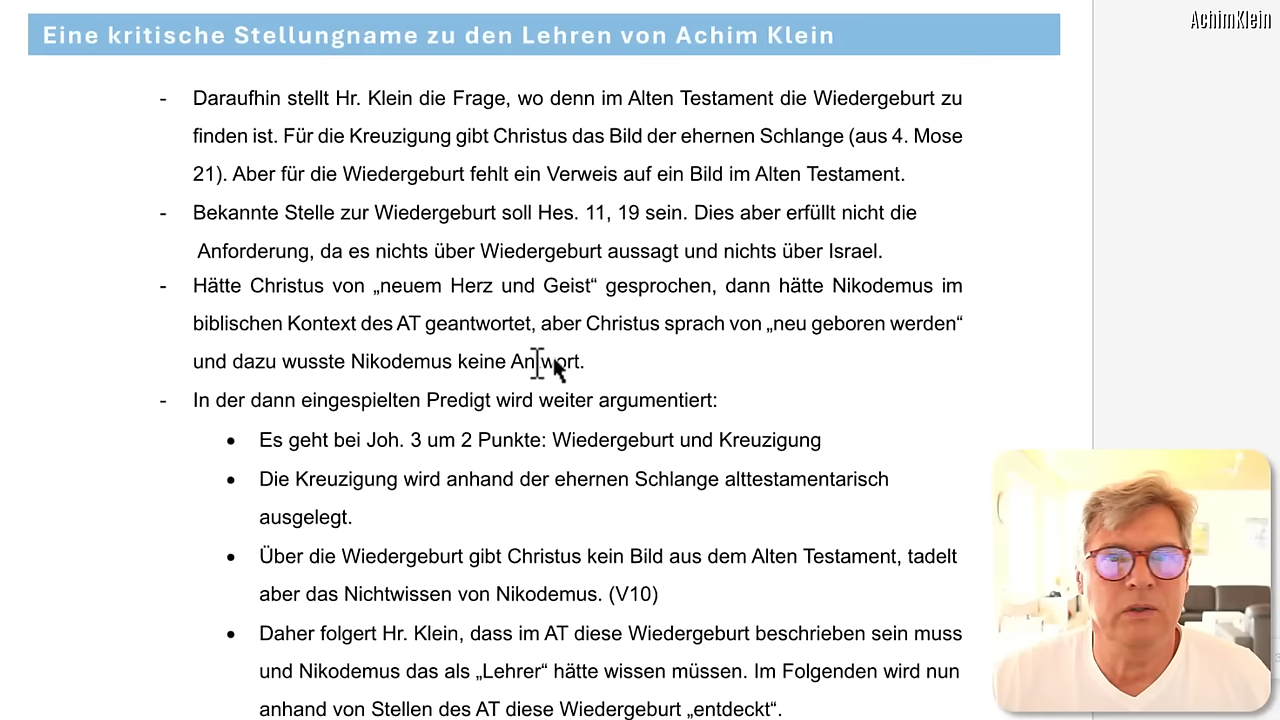 AchimKlein
Eine kritische Stellungname zu den Lehren von Achim Klein
- Daraufhin stellt Hr. Klein die Frage, wo denn im Alten Testament die Wiedergeburt zu
finden ist. Für die Kreuzigung gibt Christus das Bild der ehernen Schlange (aus 4. Mose
21). Aber für die Wiedergeburt fehlt ein Verweis auf ein Bild im Alten Testament.
- Bekannte Stelle zur Wiedergeburt soll Hes. 11, 19 sein. Dies aber erfüllt nicht die
Anforderung, da es nichts über Wiedergeburt aussagt und nichts über Israel.
- Hätte Christus von „neuem Herz und Geist“ gesprochen, dann hätte Nikodemus im
biblischen Kontext des AT geantwortet, aber Christus sprach von „neu geboren werden“
und dazu wusste Nikodemus keine Antwort.
- In der dann eingespielten Predigt wird weiter argumentiert:
• Es geht bei Joh. 3 um 2 Punkte: Wiedergeburt und Kreuzigung
• Die Kreuzigung wird anhand der ehernen Schlange alttestamentarisch
ausgelegt.
• Über die Wiedergeburt gibt Christus kein Bild aus dem Alten Testament, tadelt
aber das Nichtwissen von Nikodemus. (V10)
• Daher folgert Hr. Klein, dass im AT diese Wiedergeburt beschrieben sein muss
und Nikodemus das als „Lehrer“ hätte wissen müssen. Im Folgenden wird nun
anhand von Stellen des AT diese Wiedergeburt „entdeckt“.